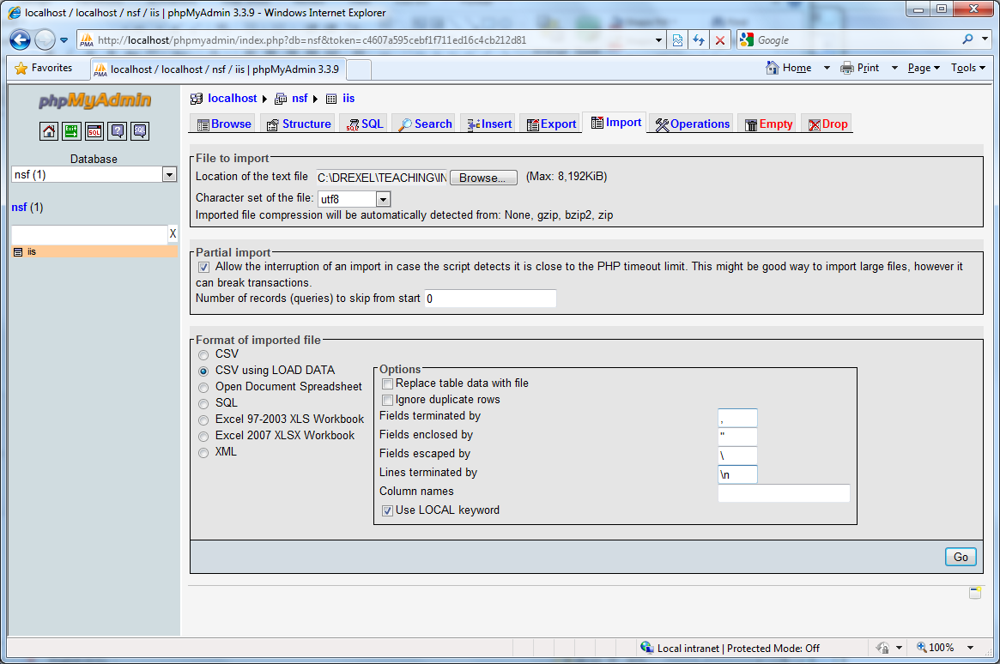 localhost / localhost / nsf / iis | phpMyAdmin 3.3.9 - Windows Internet Explorer
http://localhost/phpmyadmin/index.php?db=nsf&token=c4607a595cebf1f711ed16c4cb212d81
Google
Favorites
PMA
localhost / localhost / nsf / iis | phpMyAdmin 3.3.9
Home
Print
Page
Tools
phpMyAdmin
localhost
nsf
iis
Browse
Structure
SQL
Search
Insert
Export
Import
Operations
Empty
Drop
Database
nsf (1)
nsf (1)
X
iis
File to import
Location of the text file C:\DREXEL\TEACHING\IN Browse... (Max: 8,192KiB)
Character set of the file: utf8
Imported file compression will be automatically detected from: None, gzip, bzip2, zip
Partial import
Allow the interruption of an import in case the script detects it is close to the PHP timeout limit. This might be good way to import large files, however it
can break transactions.
Number of records (queries) to skip from start 0
Format of imported file
CSV
CSV using LOAD DATA
Open Document Spreadsheet
SQL
Excel 97-2003 XLS Workbook
Excel 2007 XLSX Workbook
XML
Options
Replace table data with file
Ignore duplicate rows
Fields terminated by ,
Fields enclosed by "
Fields escaped by \
Lines terminated by \n
Column names
Use LOCAL keyword
Go
Local intranet | Protected Mode: Off
100%